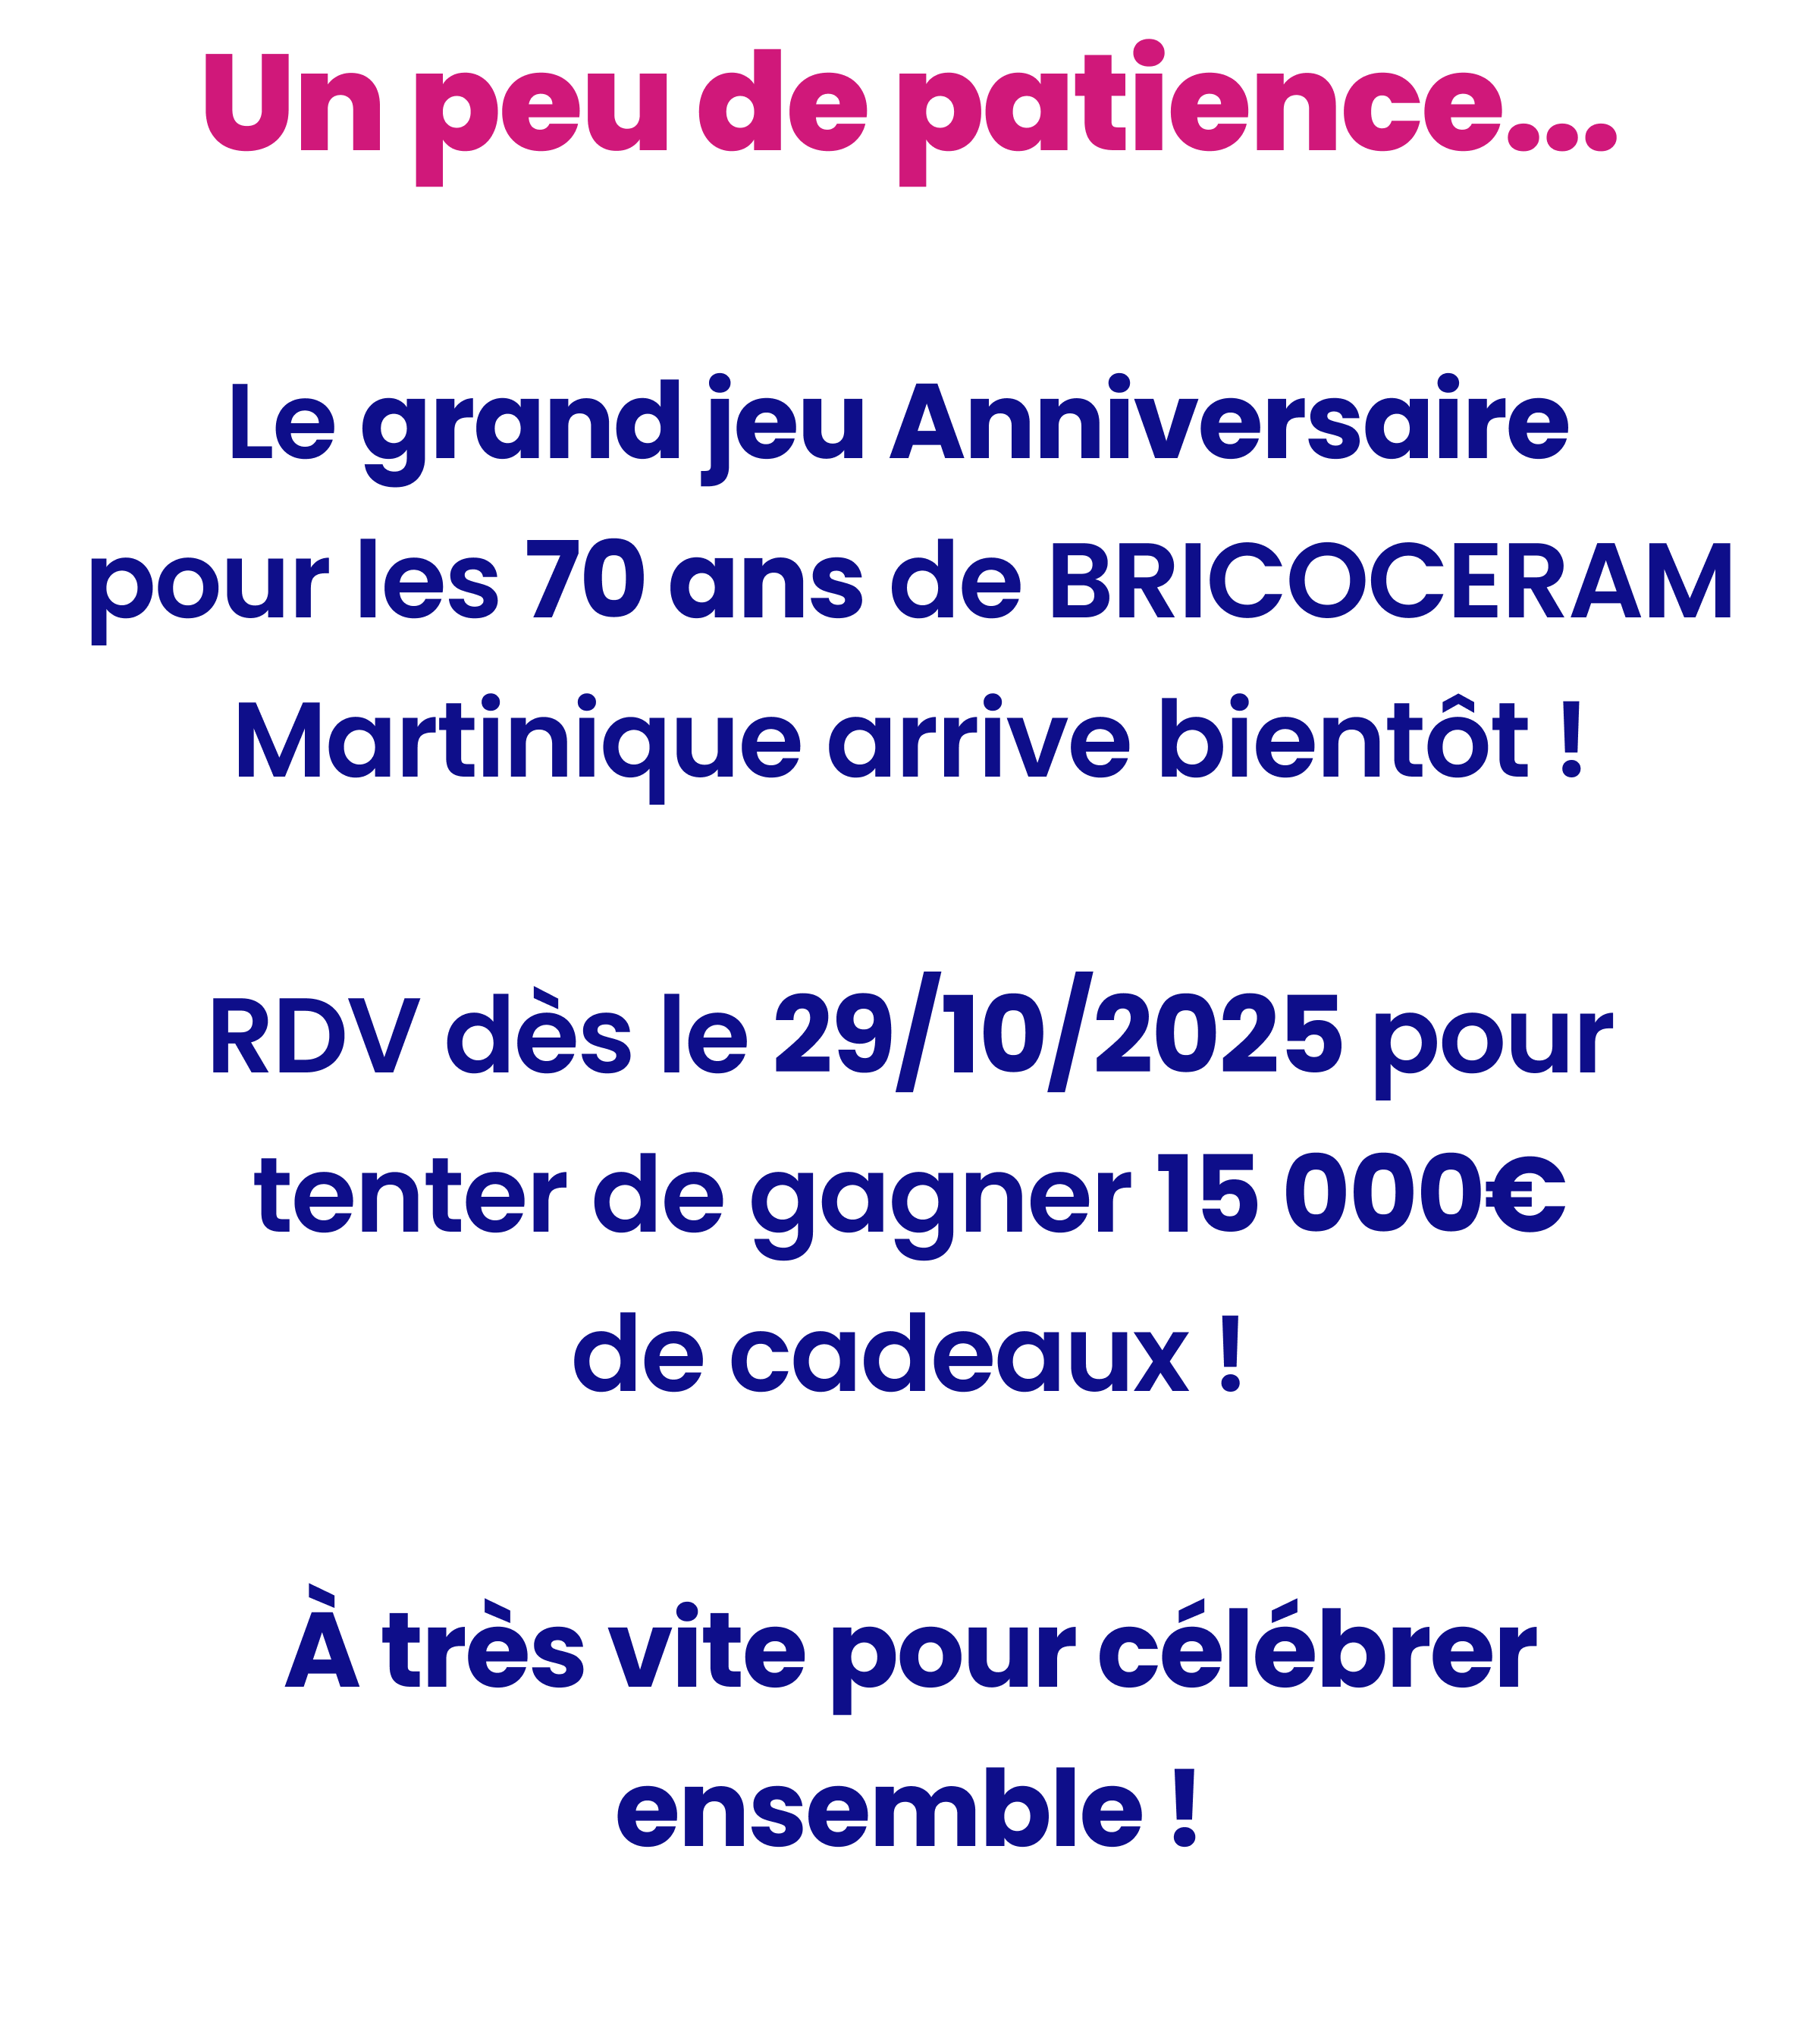 Un peu de patience...
Le grand jeu Anniversaire
pour les 70 ans de BRICOCERAM
Martinique arrive bientôt !
RDV dès le 29/10/2025 pour
tenter de gagner 15 000€
de cadeaux !
À très vite pour célébrer
ensemble !